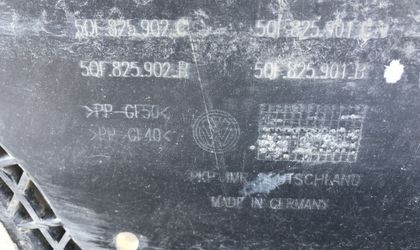 5QF.825.902.C 5QF.825.901.C
5QF.825.902.B 5QF.825.901.B
>PP-GF50<
>PP-GF40<
DEUTSCHLAND
MADE IN GERMANY